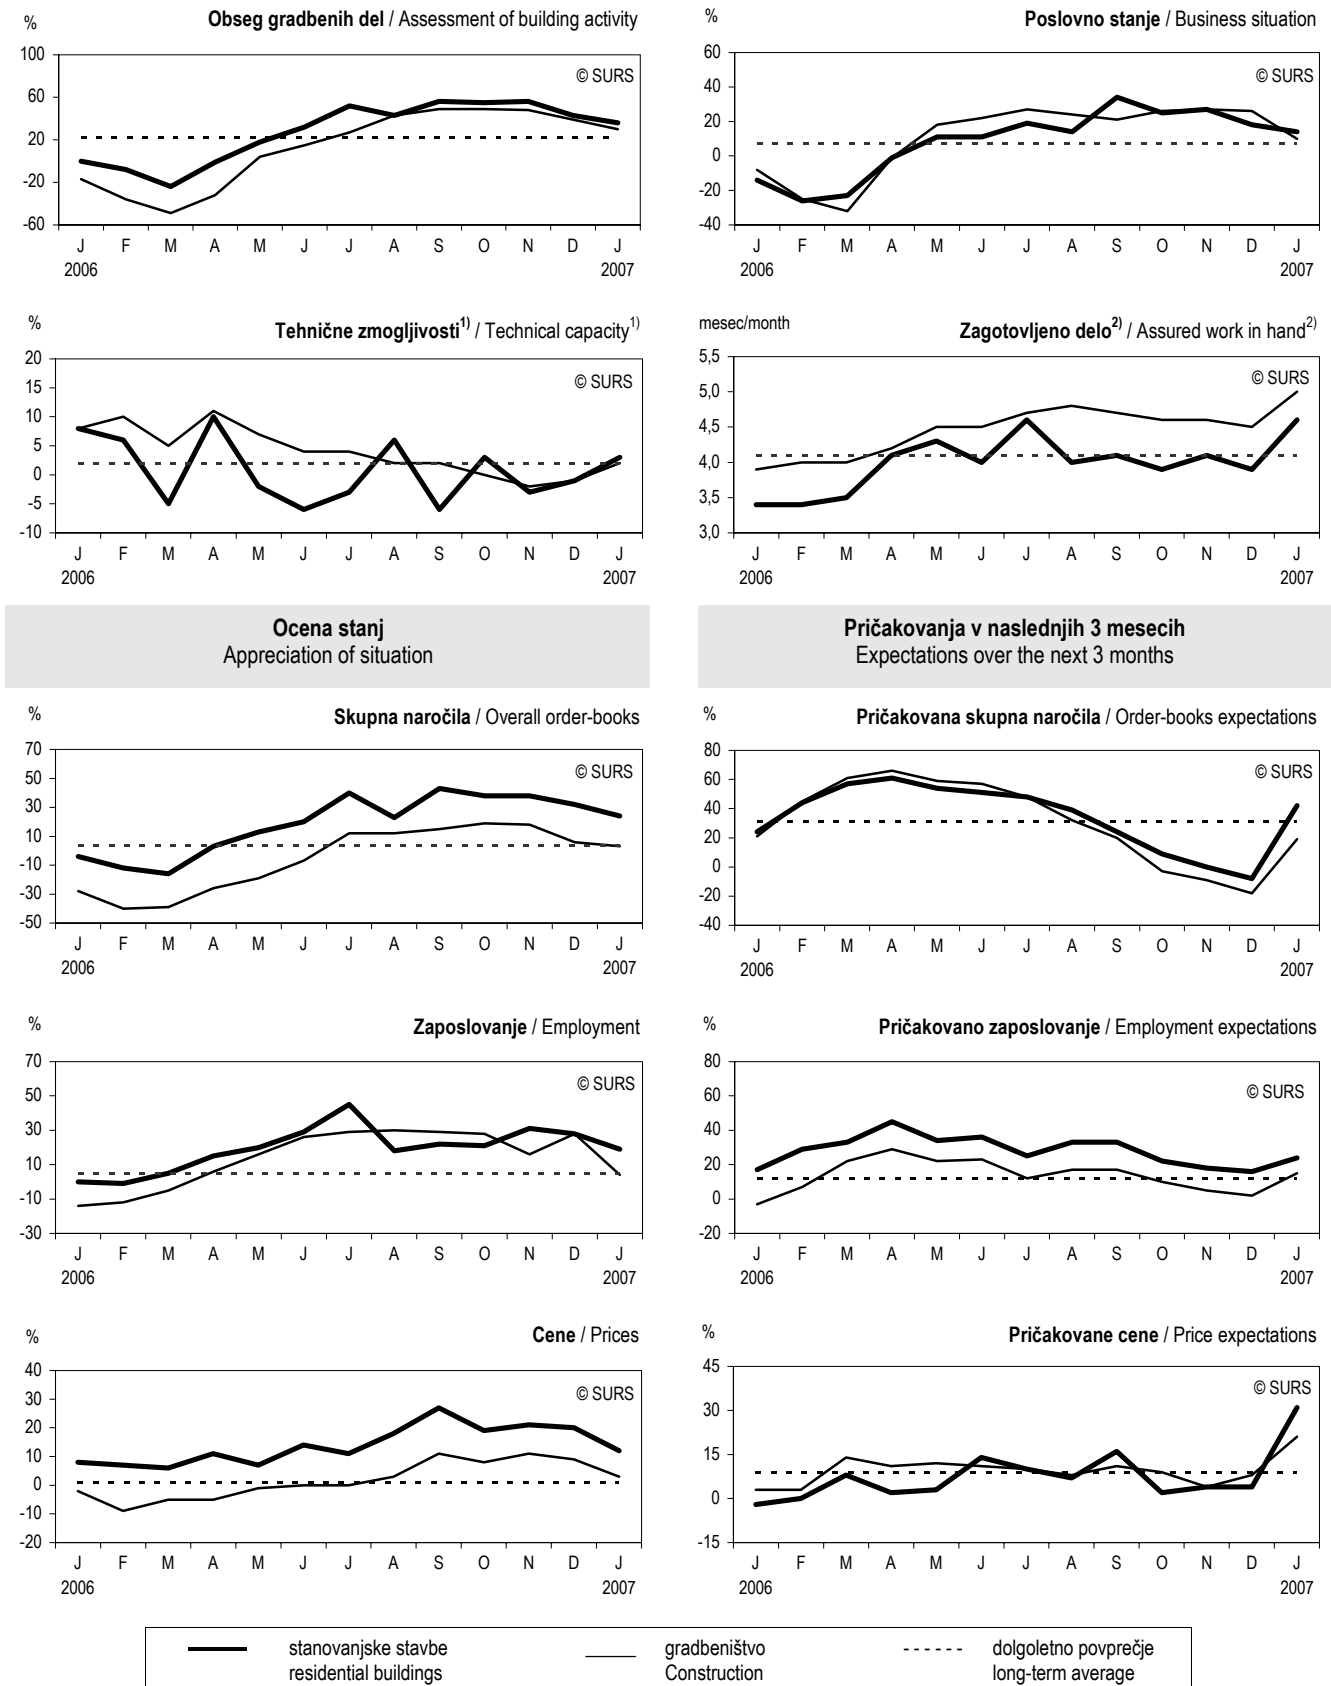 Obseg gradbenih del / Assessment of building activity
%
100
60
20
-20
-60
© SURS
J F M A M J J A S O N D J
2006 2007
Poslovno stanje / Business situation
%
60
40
20
0
-20
-40
© SURS
J F M A M J J A S O N D J
2006 2007
Tehnične zmogljivosti1) / Technical capacity1)
%
20
15
10
5
0
-5
-10
© SURS
J F M A M J J A S O N D J
2006 2007
Zagotovljeno delo2) / Assured work in hand2)
mesec/month
5,5
5,0
4,5
4,0
3,5
3,0
© SURS
J F M A M J J A S O N D J
2006 2007
Ocena stanj
Appreciation of situation
Pričakovanja v naslednjih 3 mesecih
Expectations over the next 3 months
Skupna naročila / Overall order-books
%
70
50
30
10
-10
-30
-50
© SURS
J F M A M J J A S O N D J
2006 2007
Pričakovana skupna naročila / Order-books expectations
%
80
60
40
20
0
-20
-40
© SURS
J F M A M J J A S O N D J
2006 2007
Zaposlovanje / Employment
%
70
50
30
10
-10
-30
© SURS
J F M A M J J A S O N D J
2006 2007
Pričakovano zaposlovanje / Employment expectations
%
80
60
40
20
0
-20
© SURS
J F M A M J J A S O N D J
2006 2007
Cene / Prices
%
40
30
20
10
0
-10
-20
© SURS
J F M A M J J A S O N D J
2006 2007
Pričakovane cene / Price expectations
%
45
30
15
0
-15
© SURS
J F M A M J J A S O N D J
2006 2007
stanovanjske stavbe
residential buildings
gradbeništvo
Construction
dolgoletno povprečje
long-term average